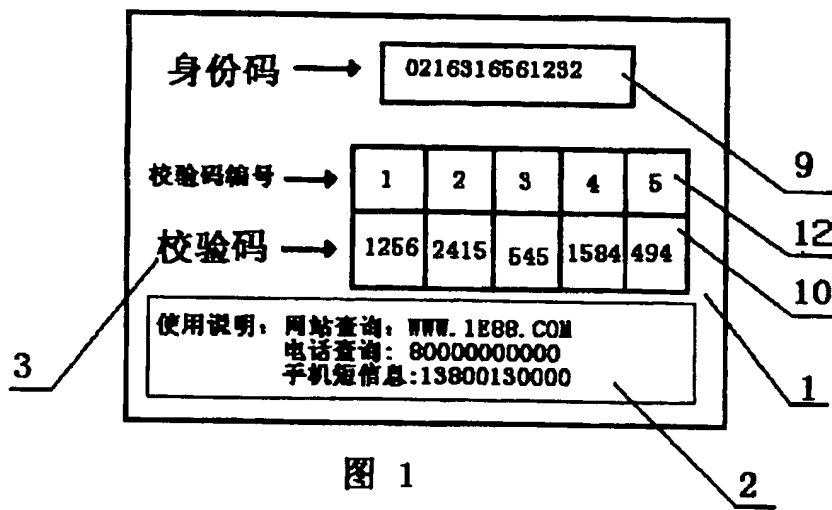 身份码 → 0216316561232
9
校验码编号 → 1 2 3 4 5
12
校验码 → 1256 2415 545 1584 494
10
使用说明：网站查询：WWW.1E88.COM
电话查询: 80000000000
手机短信息:13800130000
3
1
2
图 1